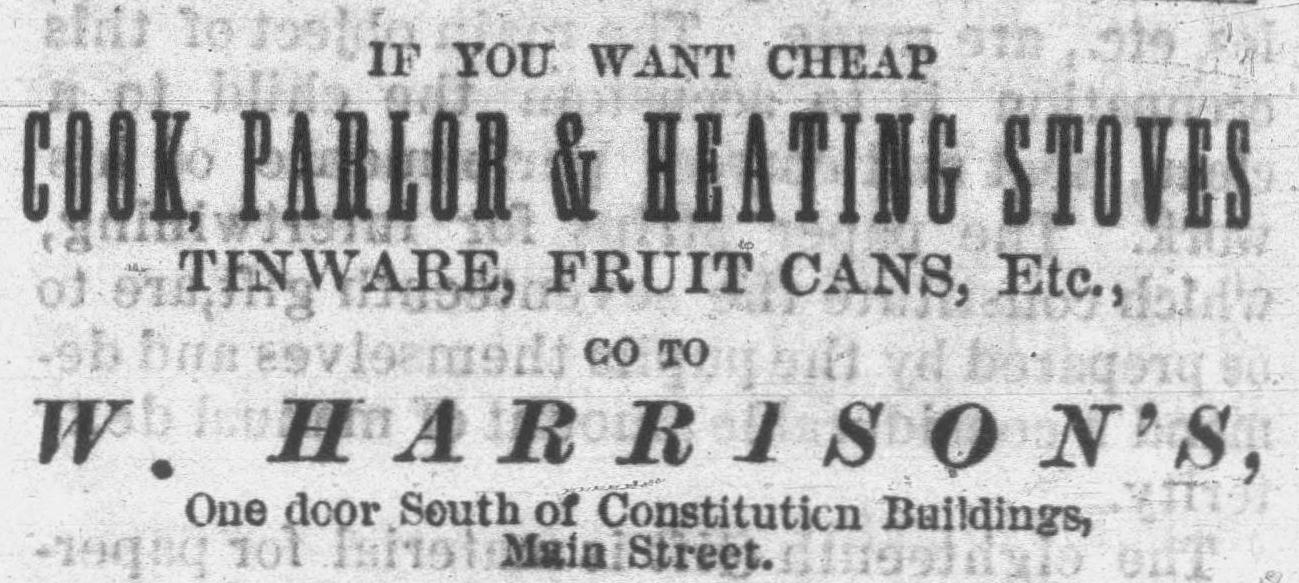 IF YOU WANT CHEAP
COOK, PARLOR & HEATING STOVES
TINWARE, FRUIT CANS, Etc.,
GO TO
W. HARRISON'S,
One door South of Constitution Buildings,
Main Street.